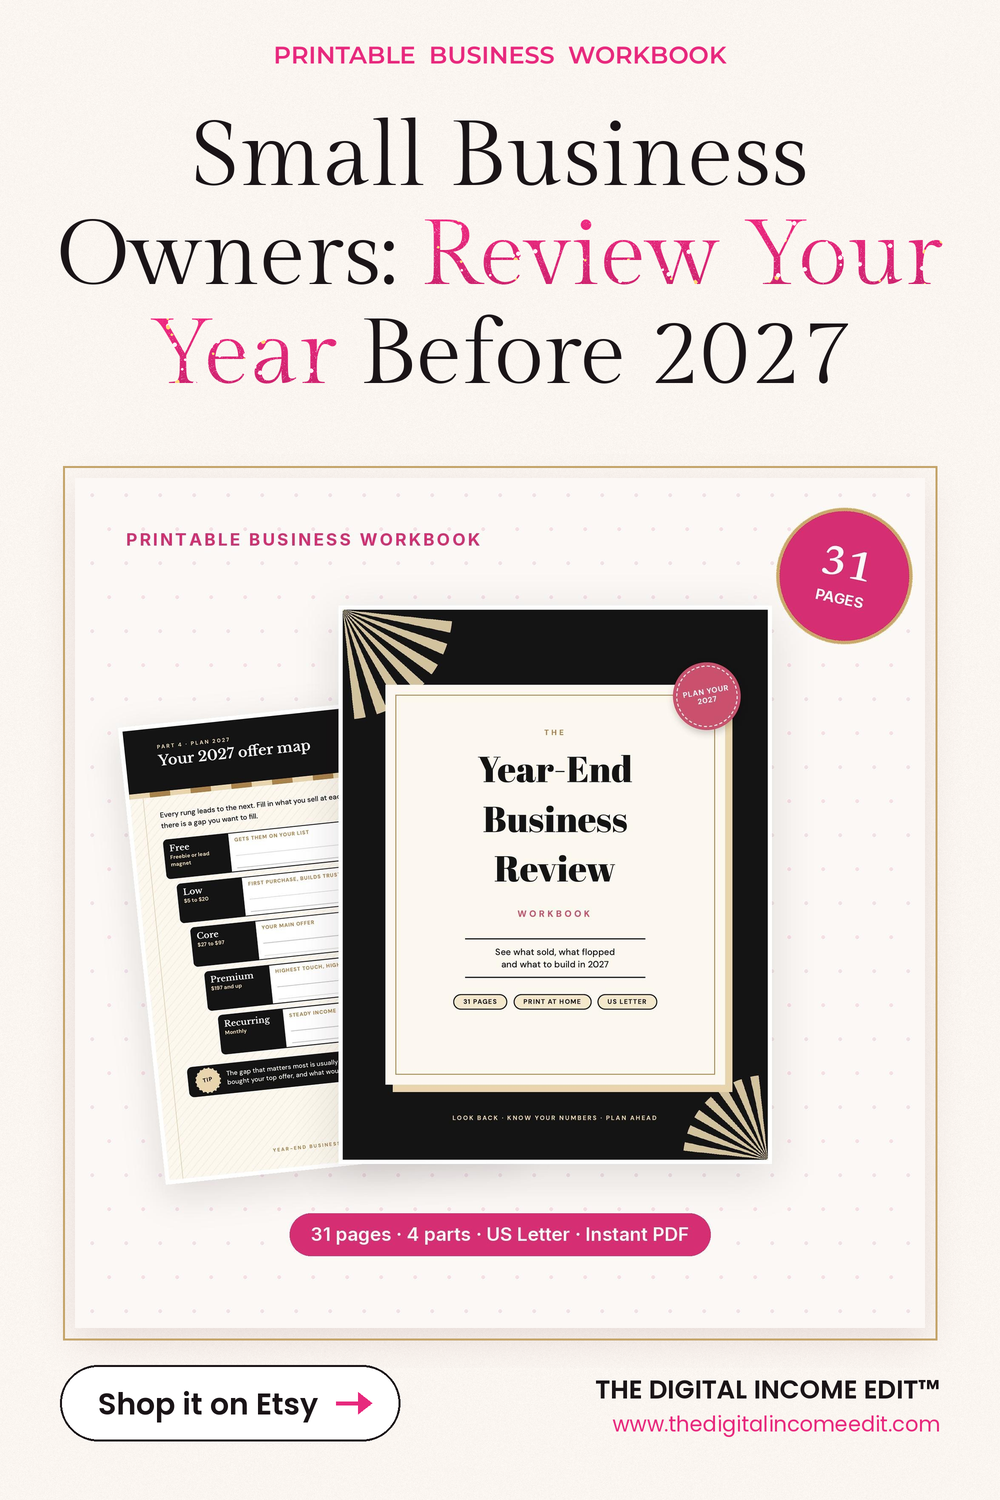 PRINTABLE BUSINESS WORKBOOK
Small Business
Owners: Review Your
Year Before 2027
PRINTABLE BUSINESS WORKBOOK
31
PAGES
PART 4 · PLAN 2027
Your 2027 offer map
Every rung leads to the next. Fill in what you sell at
there is a gap you want to fill.
Free
Freebie or lead
magnet
GETS THEM ON YOUR LIST
Low
$5 to $20
FIRST PURCHASE, BUILDS
Core
$27 to $97
YOUR MAIN OFFER
Premium
$197 and up
HIGHEST TOUCH,
Recurring
Monthly
STEADY INCOME
TIP
The gap that matters most is usually
bought your top offer, and what
YEAR-END
PLAN YOUR
2027
THE
Year-End
Business
Review
WORKBOOK
See what sold, what flopped
and what to build in 2027
31 PAGES
PRINT AT HOME
US LETTER
LOOK BACK · KNOW YOUR NUMBERS · PLAN AHEAD
31 pages · 4 parts · US Letter · Instant PDF
Shop it on Etsy
THE DIGITAL INCOME EDIT™
www.thedigitalincomeedit.com